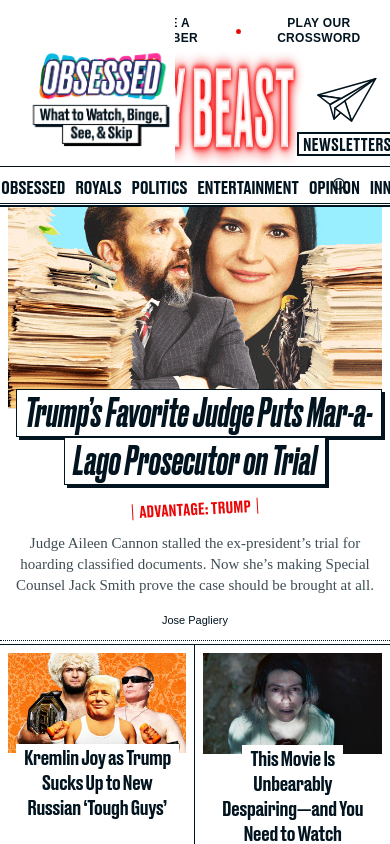 E A
BER
PLAY OUR
CROSSWORD
OBSESSED
What to Watch, Binge,
See, & Skip
Y BEAST
NEWSLETTERS
OBSESSED ROYALS POLITICS ENTERTAINMENT OPINION INN
Trump's Favorite Judge Puts Mar-a-
Lago Prosecutor on Trial
ADVANTAGE: TRUMP
Judge Aileen Cannon stalled the ex-president’s trial for
hoarding classified documents. Now she’s making Special
Counsel Jack Smith prove the case should be brought at all.
Jose Pagliery
Kremlin Joy as Trump
Sucks Up to New
Russian ‘Tough Guys’
This Movie Is
Unbearably
Despairing—and You
Need to Watch